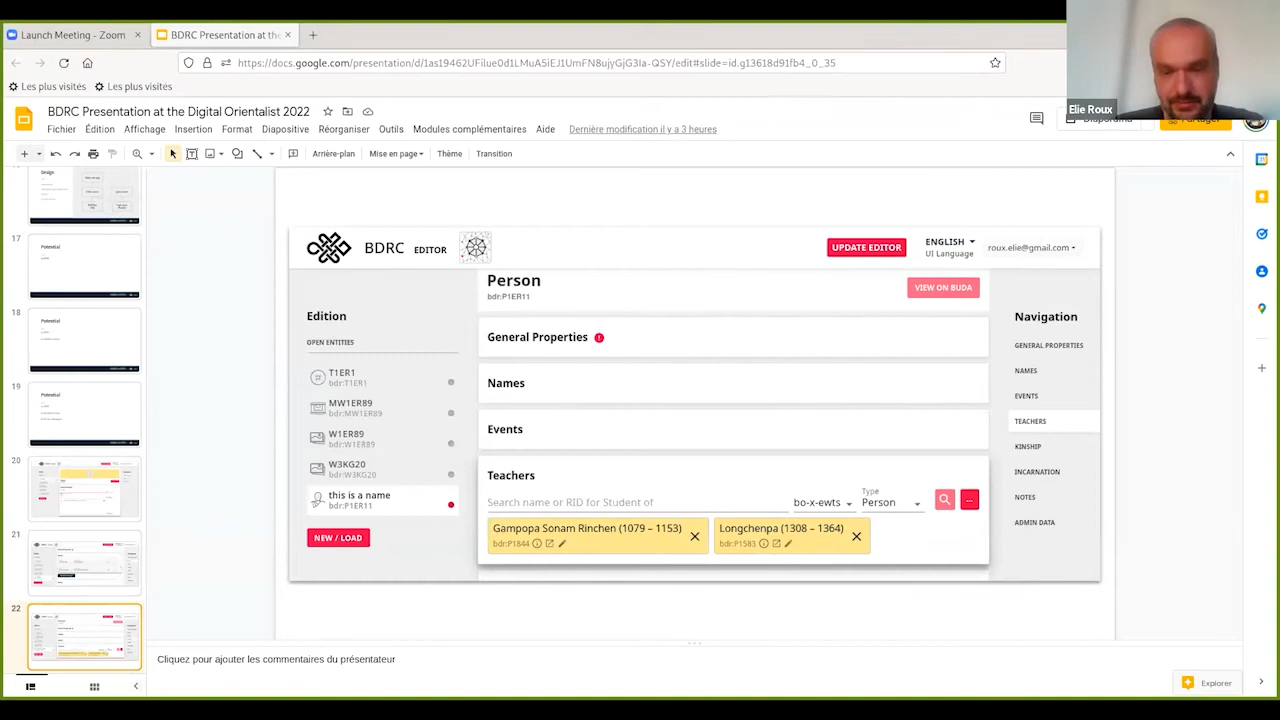 Launch Meeting - Zoom
BDRC Presentation at the
https://docs.google.com/presentation/d/1as19462UFilue0d1LMuA5iEJ1UmFN8ujyGjG3Ia-QSY/edit#slide=id.g13618d91fb4_0_35
Les plus visités
Les plus visités
Elie Roux
BDRC Presentation at the Digital Orientalist 2022
Fichier Édition Affichage Insertion Format Diapositive Réorganiser Outils Modules complémentaires Aide Dernière modification il y a 3 heures
Arrière-plan Mise en page Thème Transition
Design
17
Potential
18
Potential
19
Potential
20
21
22
BDRC EDITOR
UPDATE EDITOR
ENGLISH
UI Language
roux.elie@gmail.com
Edition
OPEN ENTITIES
T1ER1
bdr:T1ER1
MW1ER89
bdr:MW1ER89
W1ER89
bdr:W1ER89
W3KG20
bdr:W3KG20
this is a name
bdr:P1ER11
NEW / LOAD
Person
bdr:P1ER11
VIEW ON BUDA
General Properties
Names
Events
Teachers
Search name or RID for Student of
bo-x-ewts
Type
Person
...
Gampopa Sonam Rinchen (1079 – 1153)
bdr:P1844
Longchenpa (1308 – 1364)
bdr:P1583
Navigation
GENERAL PROPERTIES
NAMES
EVENTS
TEACHERS
KINSHIP
INCARNATION
NOTES
ADMIN DATA
Cliquez pour ajouter les commentaires du présentateur
Explorer